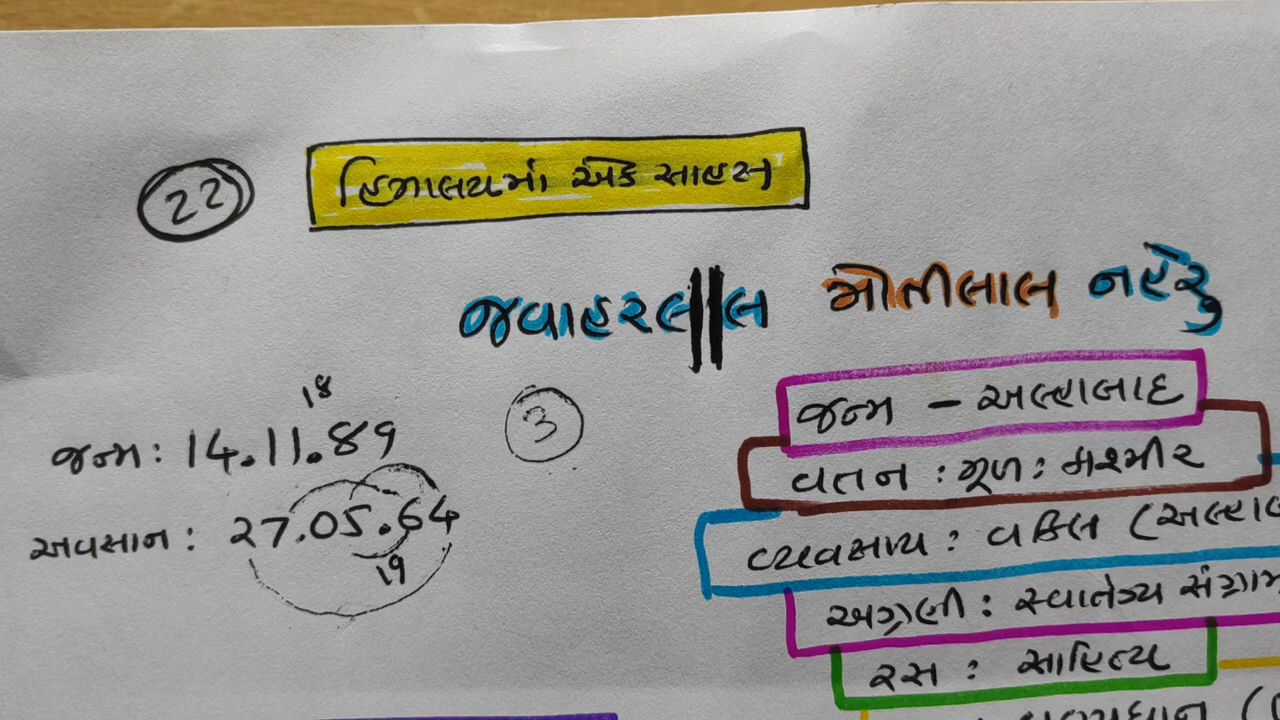 22
હિમાલયમાં એક સાહસ
જવાહરલાલ મોતીલાલ નહેરુ
18
જન્મ : 14.11.89
3
અવસાન : 27.05.64
19
જન્મ - અલ્હાબાદ
વતન : મૂળ : કાશ્મીર
વ્યવસાય : વકિલ (અલ્હાબ
અગ્રણી : સ્વાતંત્ર્ય સંગ્રામ
રસ : સાહિત્ય